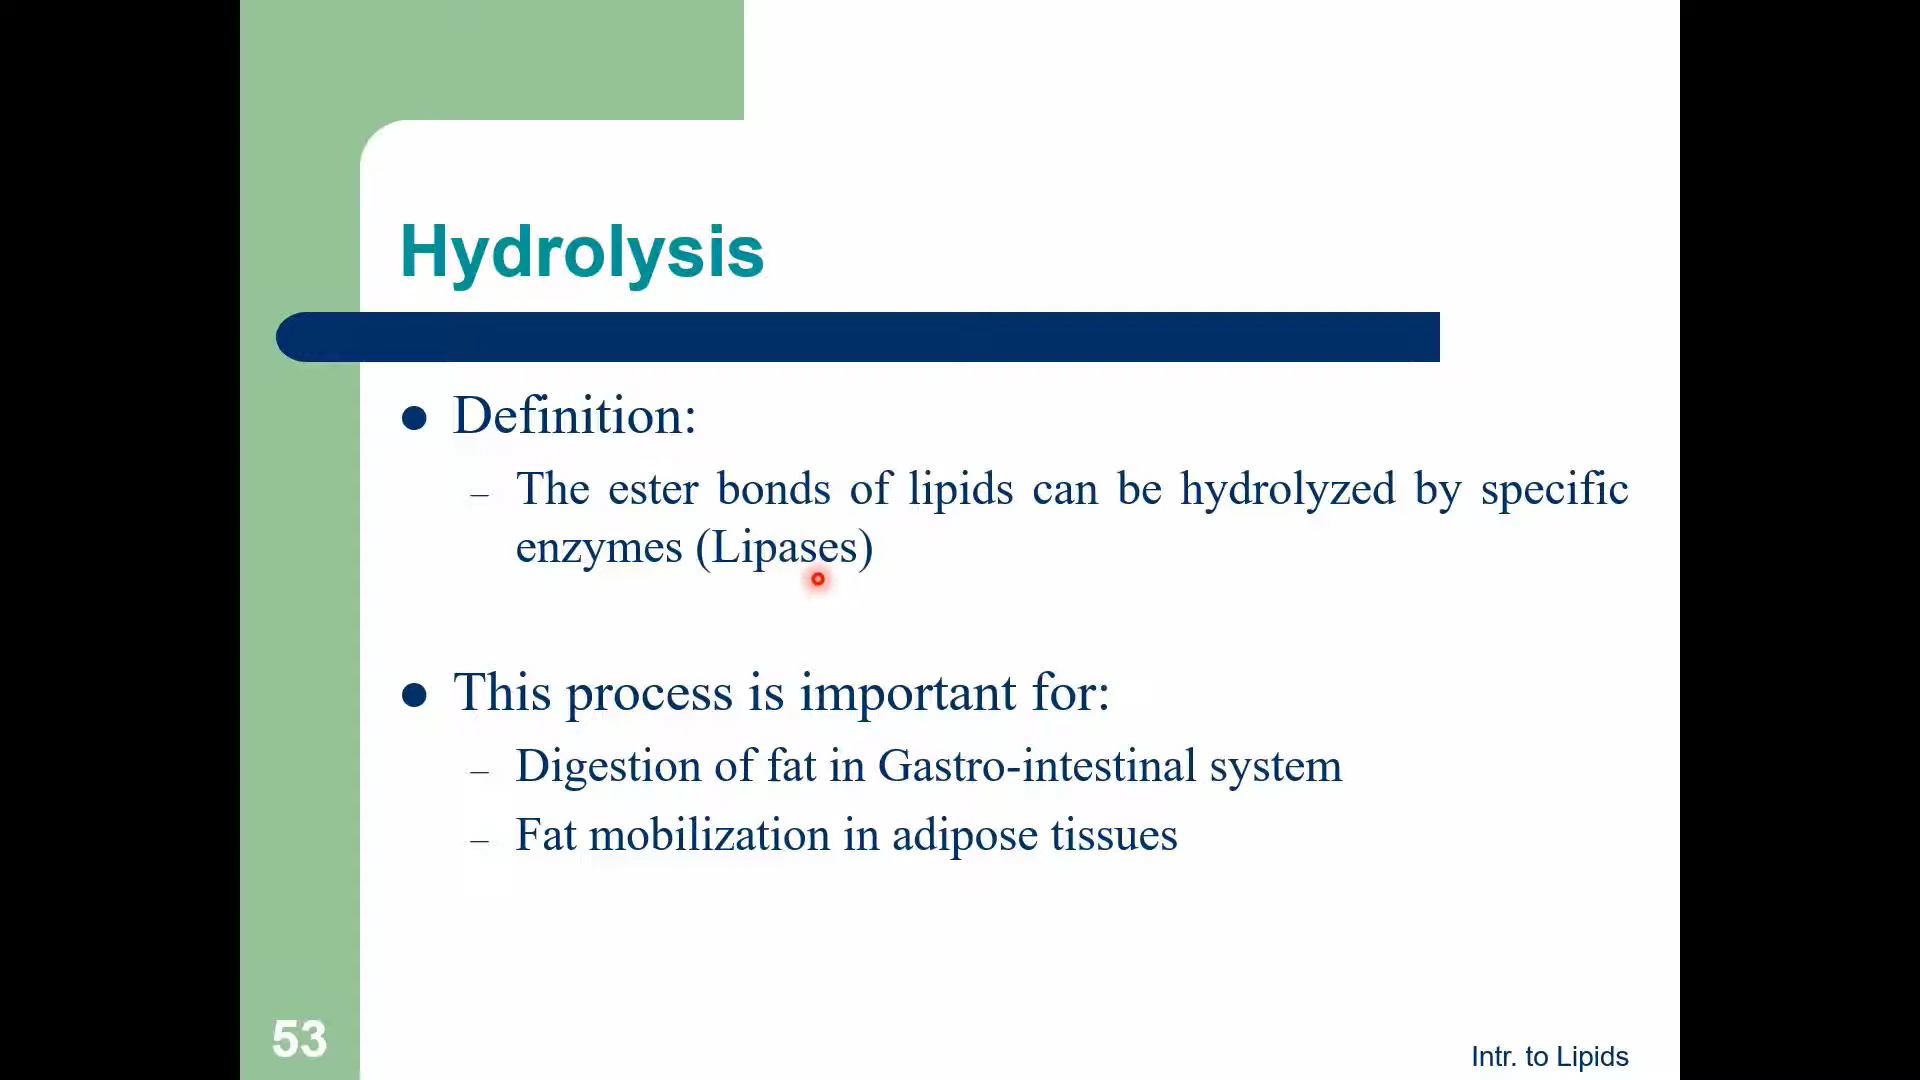 Hydrolysis
Definition:
– The ester bonds of lipids can be hydrolyzed by specific
enzymes (Lipases)
This process is important for:
– Digestion of fat in Gastro-intestinal system
– Fat mobilization in adipose tissues
53
Intr. to Lipids